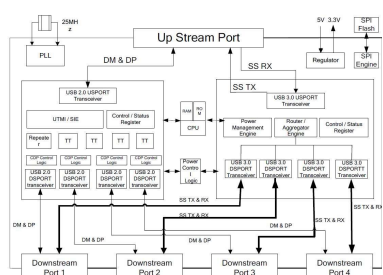 25MH
z
PLL
Up Stream Port
5V 3.3V
Regulator
SPI
Flash
SPI
Engine
DM & DP
SS RX
SS TX
USB 2.0 USPORT
Transceiver
UTMI / SIE
Control / Status
Register
Repeate
r
TT
TT
TT
TT
CDP Control
Logic
CDP Control
Logic
CDP Control
Logic
CDP Control
Logic
USB 2.0
DSPORT
transceiver
USB 2.0
DSPORT
Transceiver
USB 2.0
DSPORT
Transceiver
USB 2.0
DSPORT
transceiver
RAM
RO
M
CPU
Power
Contro
l Logic
USB 3.0 USPORT
Transceiver
Power
Management
Engine
Router /
Aggregator
Engine
Control / Status
Register
USB 3.0
DSPORT
Transceiver
USB 3.0
DSPORT
Transceiver
USB 3.0
DSPORT
Transceiver
USB 3.0
DSPORTT
Transceiver
SS TX & RX
SS TX & RX
SS TX & RX
SS TX & RX
DM & DP
DM & DP
DM & DP
DM & DP
Downstream
Port 1
Downstream
Port 2
Downstream
Port 3
Downstream
Port 4